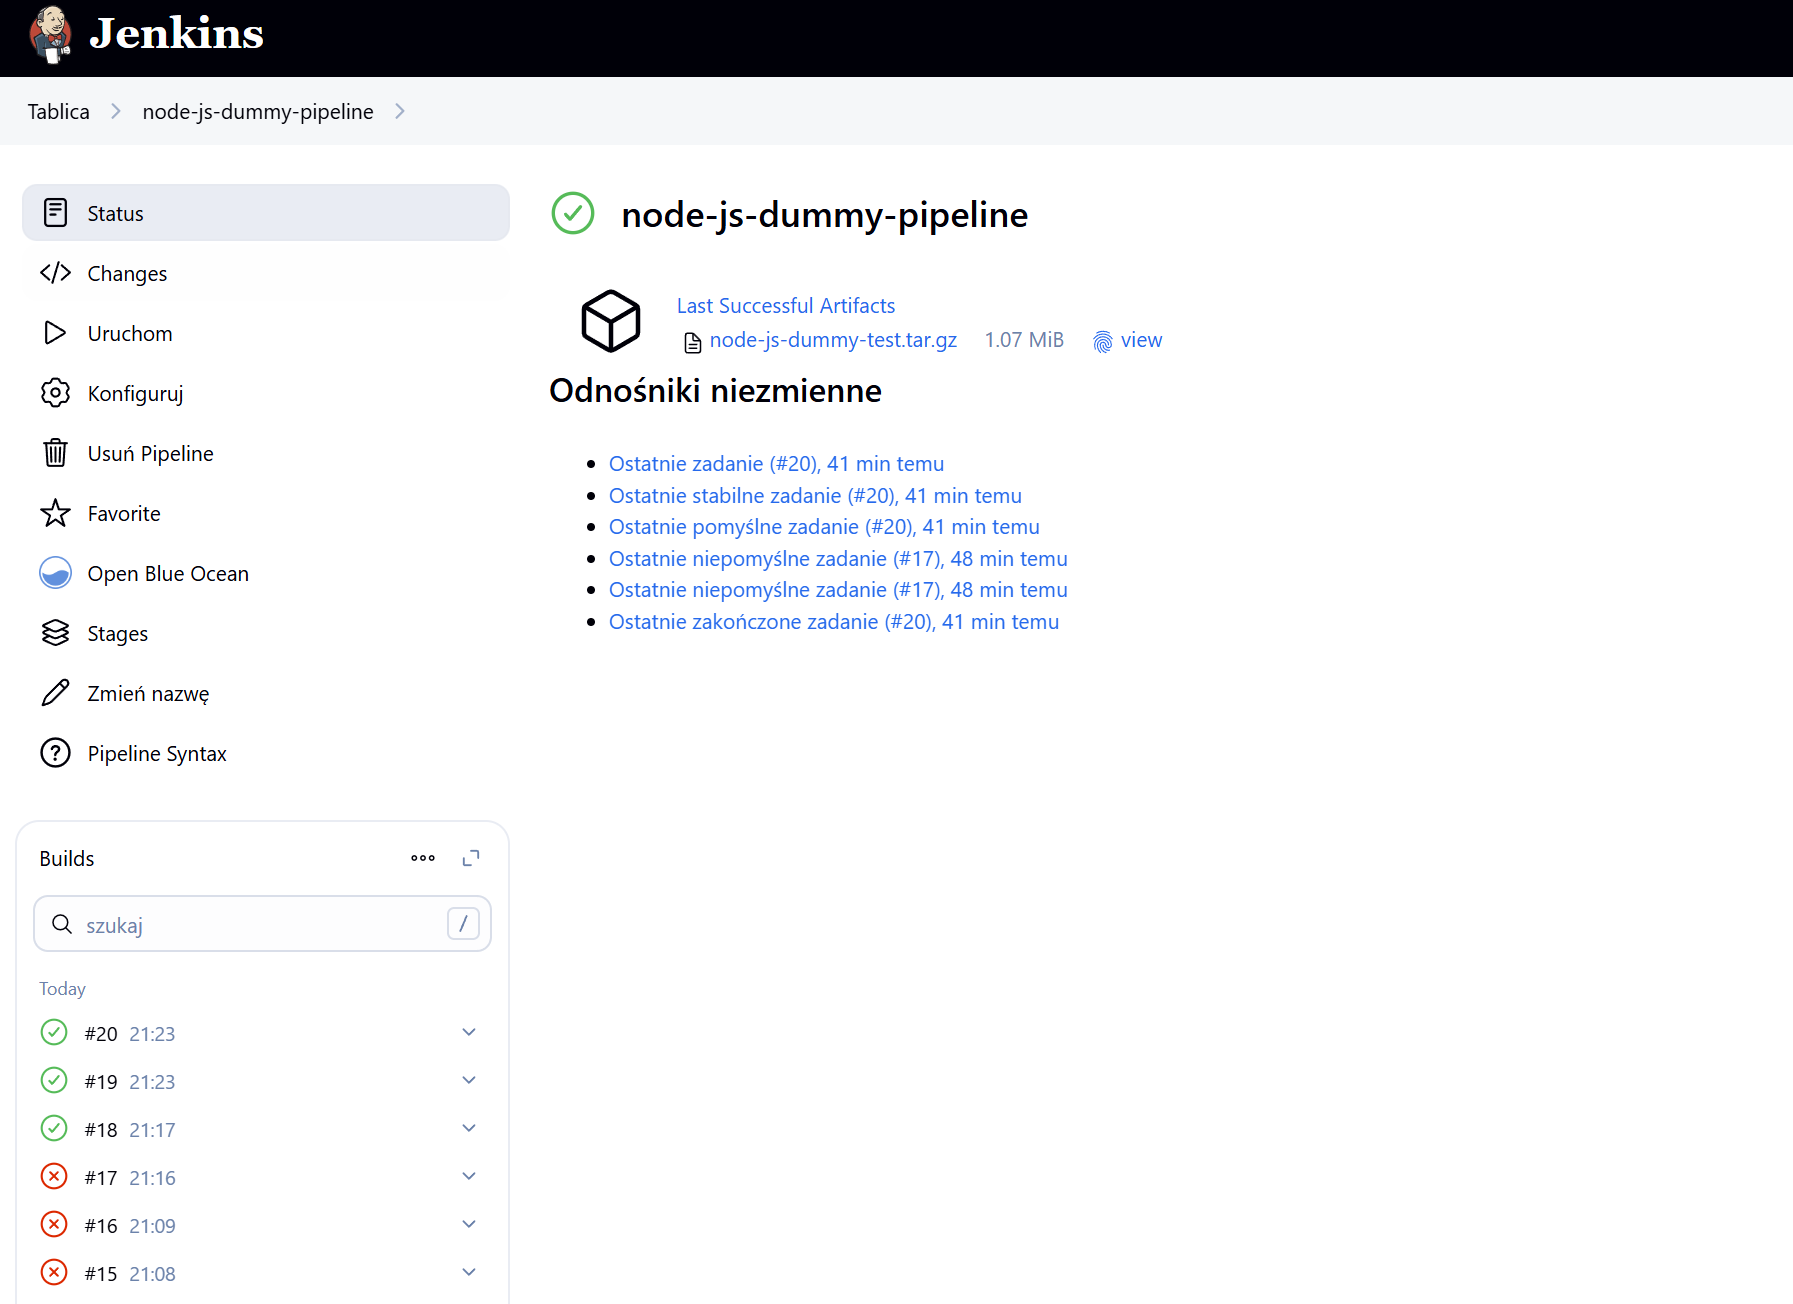 Jenkins
Tablica
node-js-dummy-pipeline
Status
Changes
Uruchom
Konfiguruj
Usuń Pipeline
Favorite
Open Blue Ocean
Stages
Zmień nazwę
Pipeline Syntax
Builds
szukaj /
Today
#20 21:23
#19 21:23
#18 21:17
#17 21:16
#16 21:09
#15 21:08
node-js-dummy-pipeline
Last Successful Artifacts
node-js-dummy-test.tar.gz 1.07 MiB view
Odnośniki niezmienne
Ostatnie zadanie (#20), 41 min temu
Ostatnie stabilne zadanie (#20), 41 min temu
Ostatnie pomyślne zadanie (#20), 41 min temu
Ostatnie niepomyślne zadanie (#17), 48 min temu
Ostatnie niepomyślne zadanie (#17), 48 min temu
Ostatnie zakończone zadanie (#20), 41 min temu